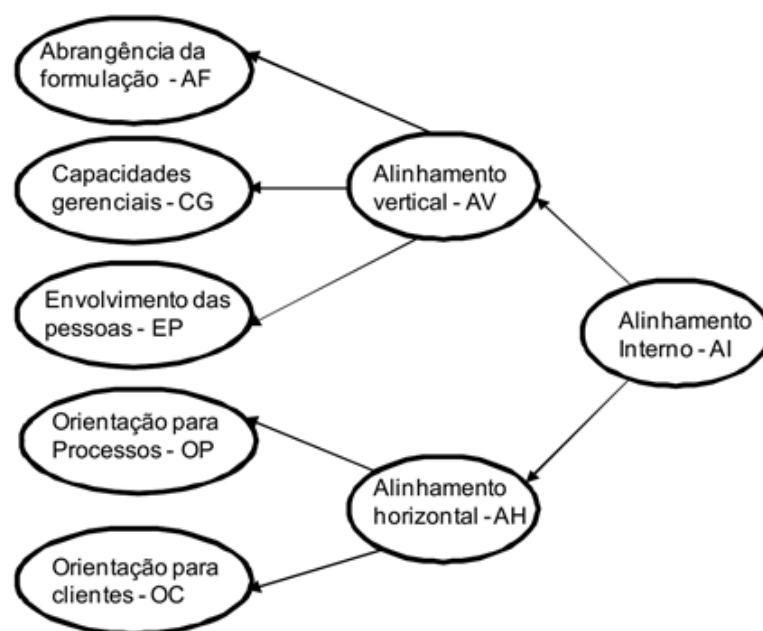 Abrangência da
formulação - AF
Capacidades
gerenciais - CG
Alinhamento
vertical - AV
Envolvimento das
pessoas - EP
Alinhamento
Interno - AI
Orientação para
Processos - OP
Alinhamento
horizontal -AH
Orientação para
clientes - OC